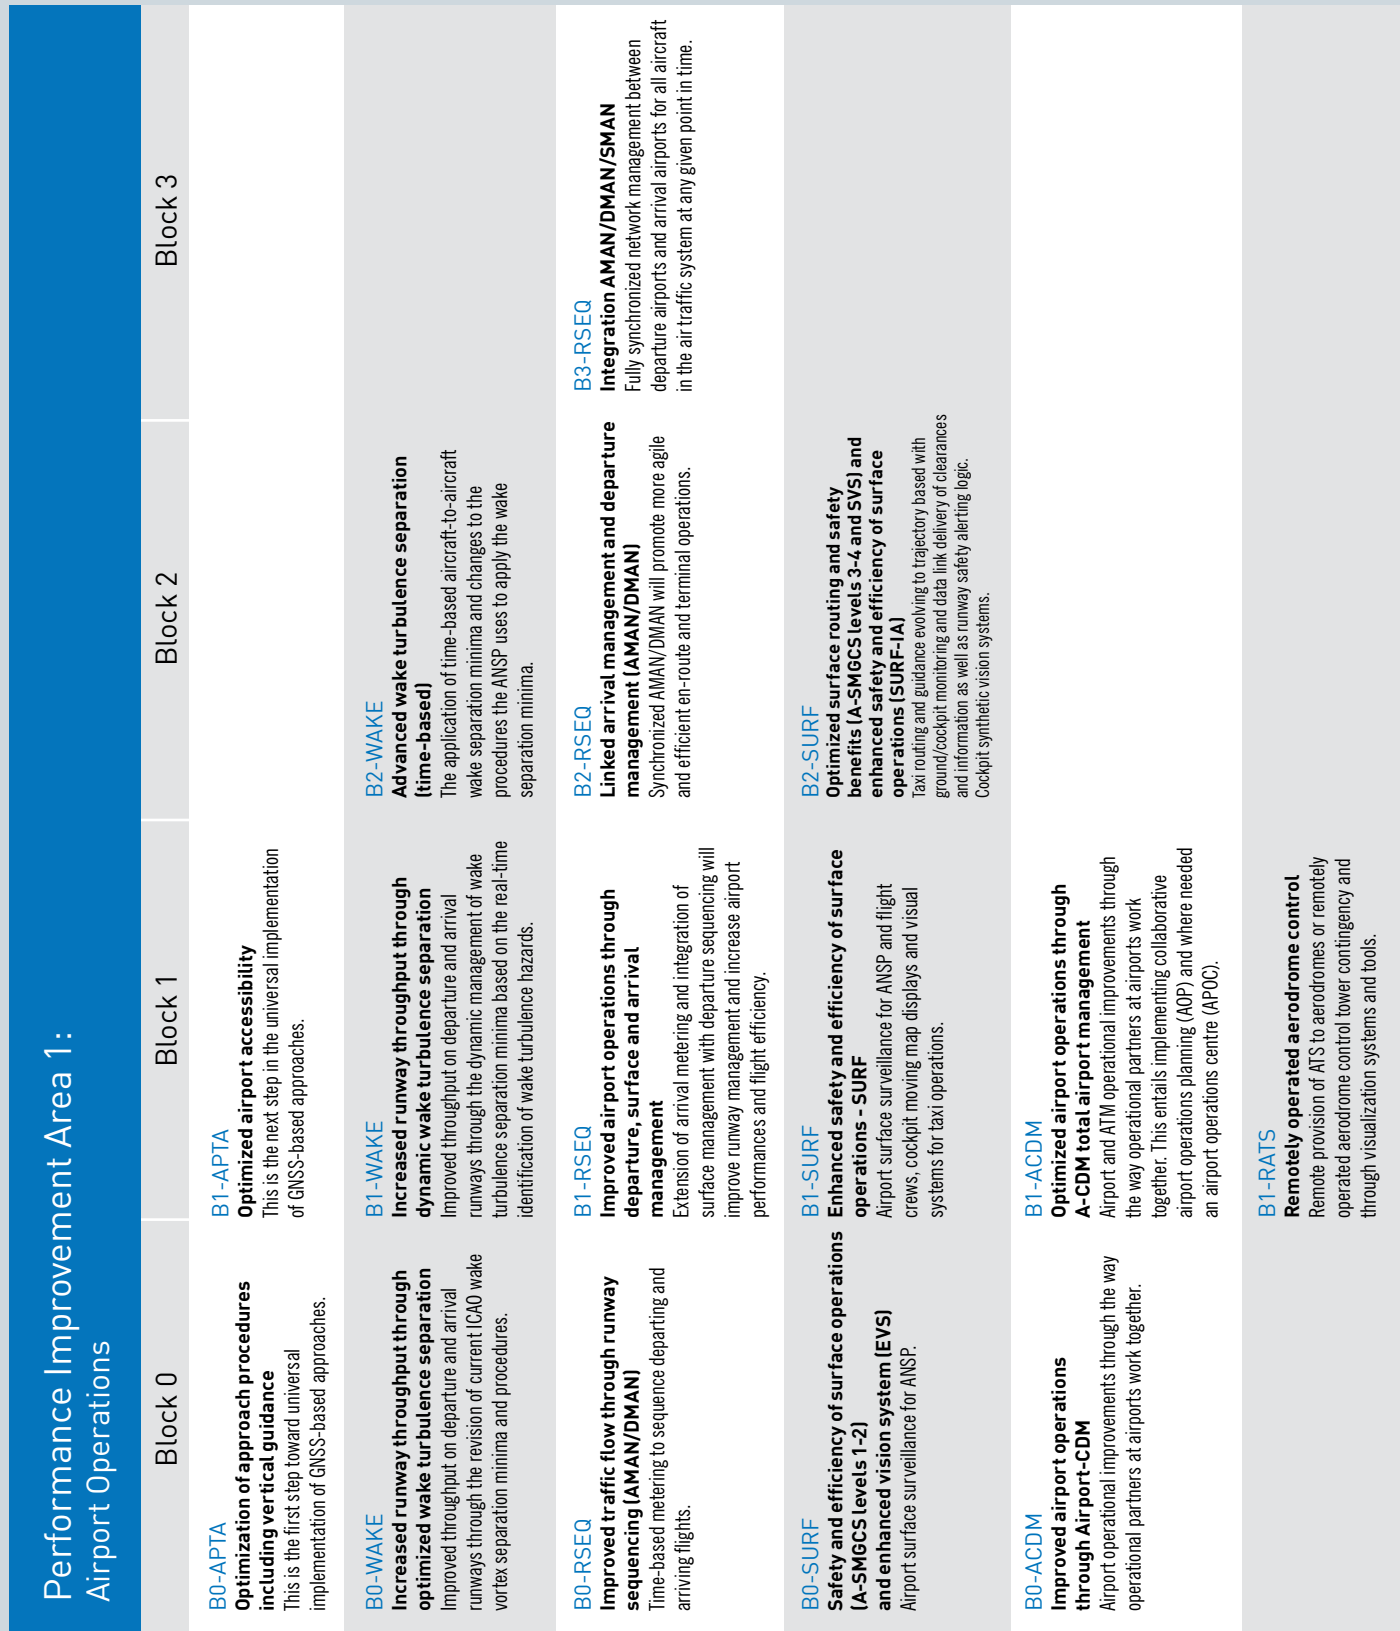 Performance Improvement Area 1:
Airport Operations
Block 0
Block 1
Block 2
Block 3
B0-APTA
Optimization of approach procedures
including vertical guidance
This is the first step toward universal
implementation of GNSS-based approaches.
B1-APTA
Optimized airport accessibility
This is the next step in the universal implementation
of GNSS-based approaches.
B0-WAKE
Increased runway throughput through
optimized wake turbulence separation
Improved throughput on departure and arrival
runways through the revision of current ICAO wake
vortex separation minima and procedures.
B1-WAKE
Increased runway throughput through
dynamic wake turbulence separation
Improved throughput on departure and arrival
runways through the dynamic management of wake
turbulence separation minima based on the real-time
identification of wake turbulence hazards.
B2-WAKE
Advanced wake turbulence separation
(time-based)
The application of time-based aircraft-to-aircraft
wake separation minima and changes to the
procedures the ANSP uses to apply the wake
separation minima.
B0-RSEQ
Improved traffic flow through runway
sequencing (AMAN/DMAN)
Time-based metering to sequence departing and
arriving flights.
B1-RSEQ
Improved airport operations through
departure, surface and arrival
management
Extension of arrival metering and integration of
surface management with departure sequencing will
improve runway management and increase airport
performances and flight efficiency.
B2-RSEQ
Linked arrival management and departure
management (AMAN/DMAN)
Synchronized AMAN/DMAN will promote more agile
and efficient en-route and terminal operations.
B3-RSEQ
Integration AMAN/DMAN/SMAN
Fully synchronized network management between
departure airports and arrival airports for all aircraft
in the air traffic system at any given point in time.
B0-SURF
Safety and efficiency of surface operations
(A-SMGCS levels 1-2)
and enhanced vision system (EVS)
Airport surface surveillance for ANSP.
B1-SURF
Enhanced safety and efficiency of surface
operations - SURF
Airport surface surveillance for ANSP and flight
crews, cockpit moving map displays and visual
systems for taxi operations.
B2-SURF
Optimized surface routing and safety
benefits (A-SMGCS levels 3-4 and SVS) and
enhanced safety and efficiency of surface
operations (SURF-IA)
Taxi routing and guidance evolving to trajectory based with
ground/cockpit monitoring and data link delivery of clearances
and information as well as runway safety alerting logic.
Cockpit synthetic vision systems.
B0-ACDM
Improved airport operations
through Airport-CDM
Airport operational improvements through the way
operational partners at airports work together.
B1-ACDM
Optimized airport operations through
A-CDM total airport management
Airport and ATM operational improvements through
the way operational partners at airports work
together. This entails implementing collaborative
airport operations planning (AOP) and where needed
an airport operations centre (APOC).
B1-RATS
Remotely operated aerodrome control
Remote provision of ATS to aerodromes or remotely
operated aerodrome control tower contingency and
through visualization systems and tools.